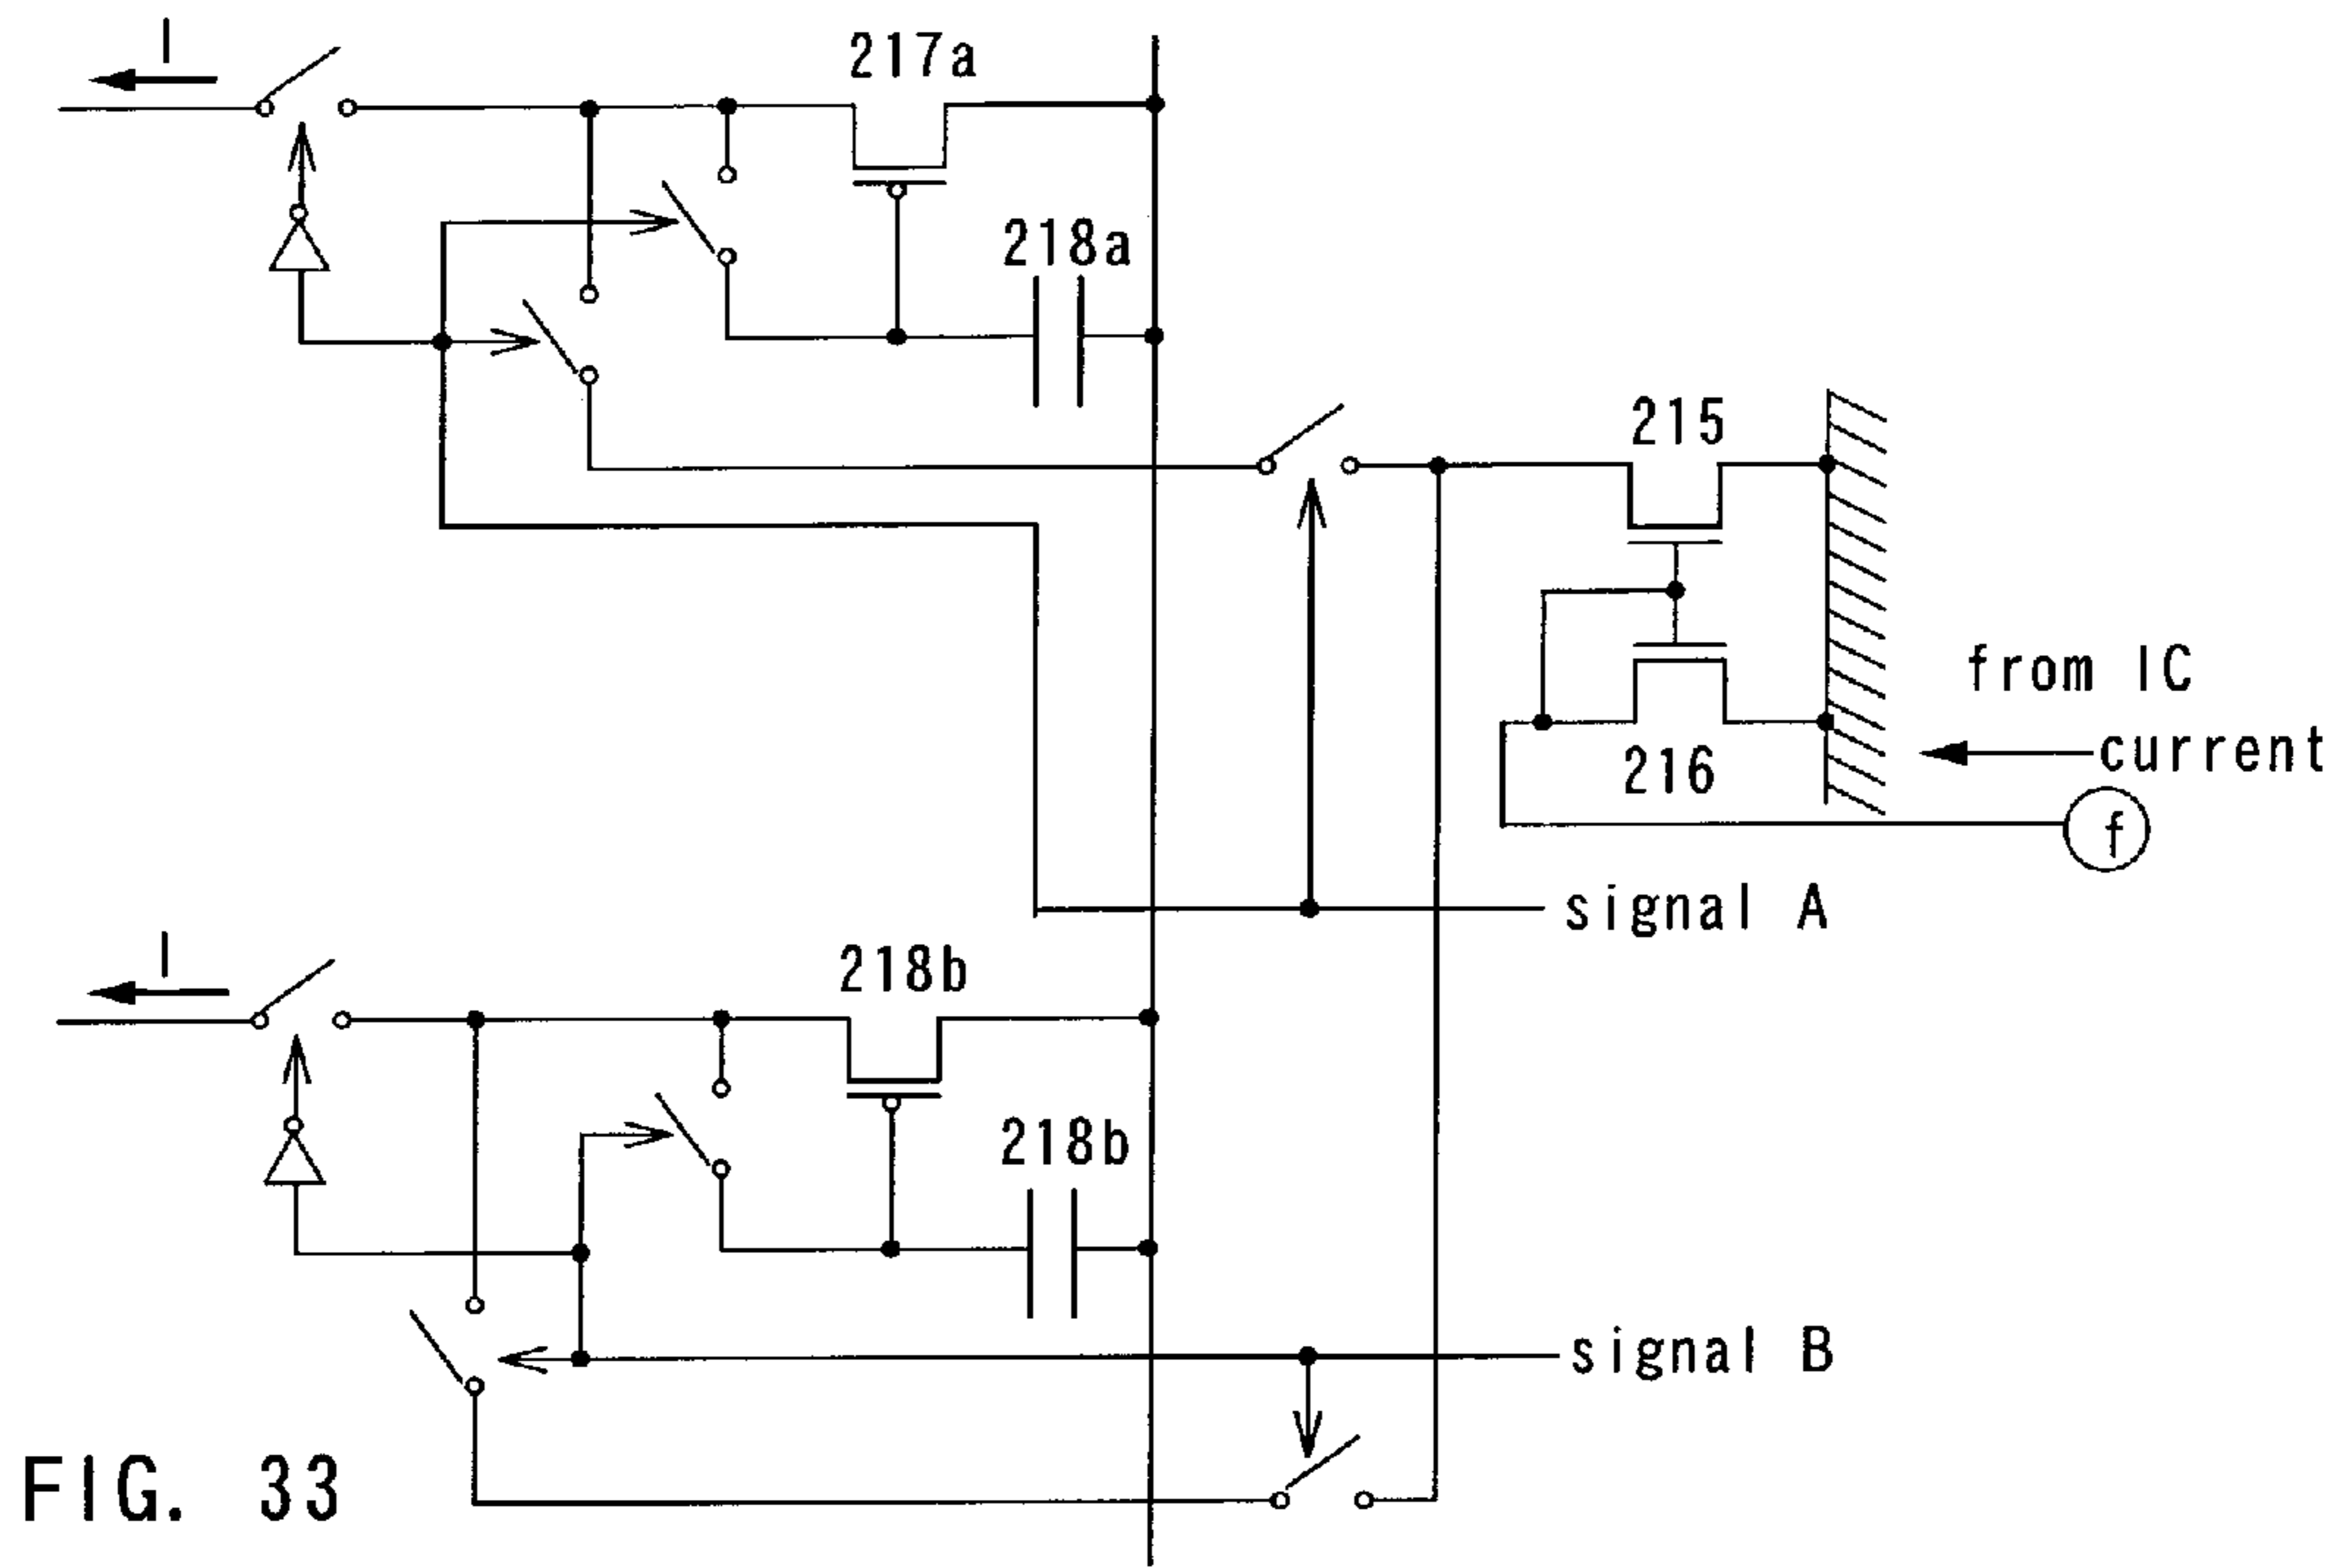 I
217a
218a
215
from IC
current
216
f
signal A
I
218b
218b
signal B
FIG. 33